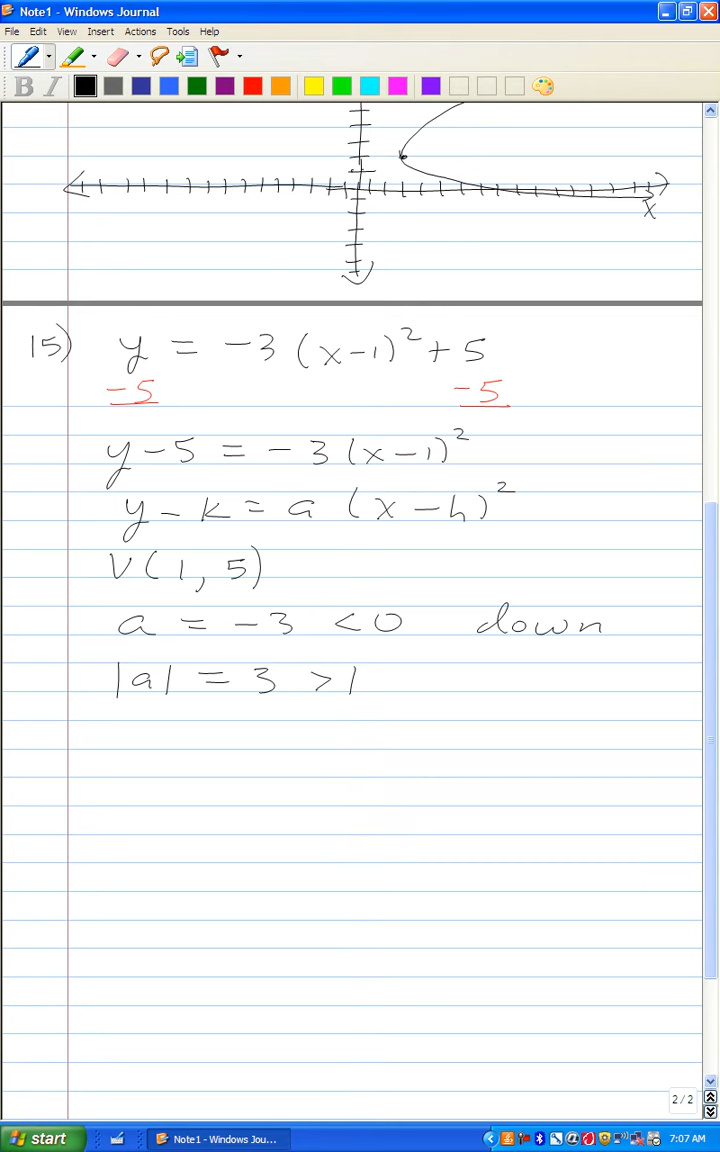 Note1 - Windows Journal
File Edit View Insert Actions Tools Help
B I
x
15) y = -3 (x-1)² + 5
-5 -5
y - 5 = - 3 (x - 1)²
y - k = a (x - h)²
V (1, 5)
a = -3 < 0 down
|a| = 3 > 1
2 / 2
start Note1 - Windows Jou... 7:07 AM